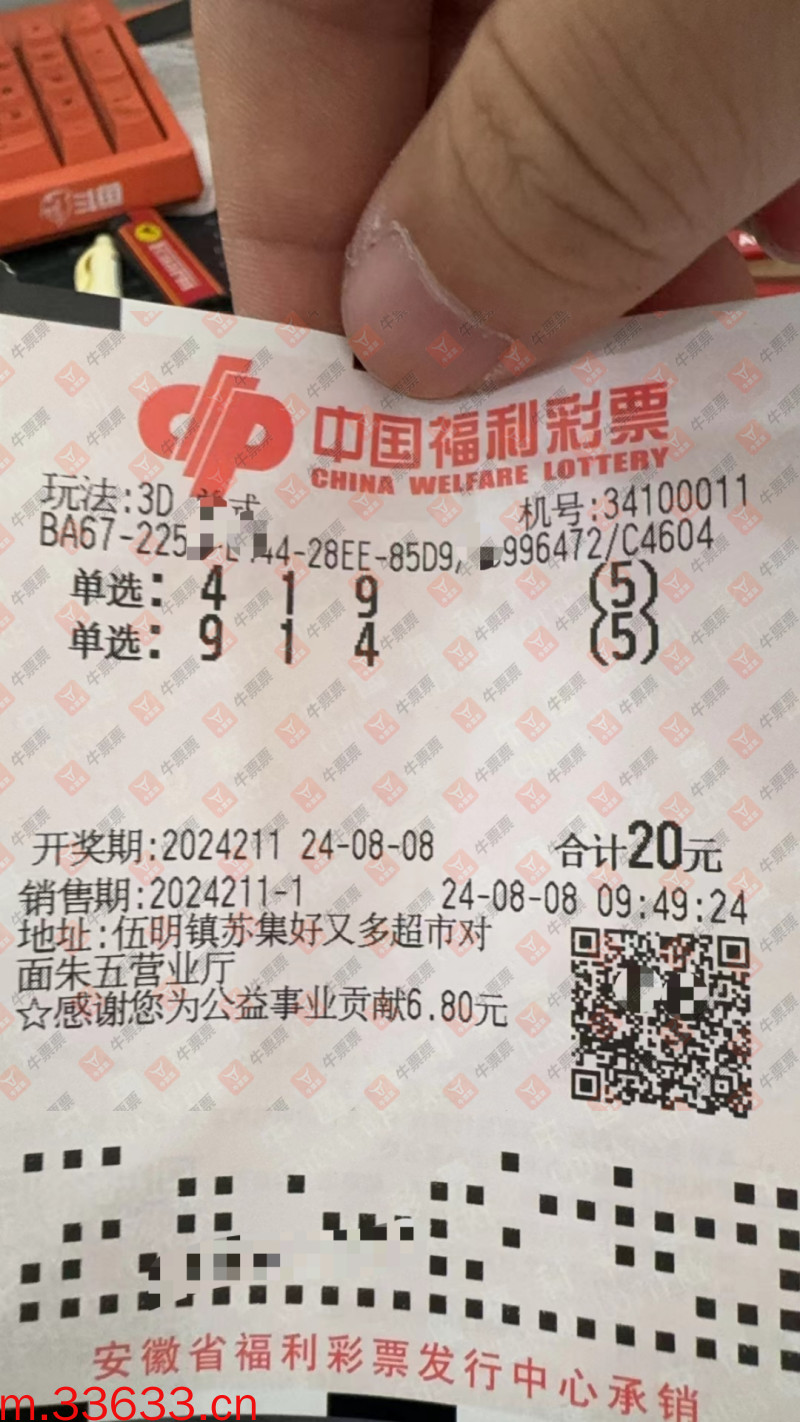 中国福利彩票
CHINA WELFARE LOTTERY
玩法:3D
机号:34100011
BA67-225 44-28EE-85D9, 996472/C4604
单选: 4 1 9 (5)
单选: 9 1 4 (5)
开奖期:2024211 24-08-08 合计20元
销售期:2024211-1 24-08-08 09:49:24
地址:伍明镇苏集好又多超市对
面朱五营业厅
☆感谢您为公益事业贡献6.80元
安徽省福利彩票发行中心承销
m.33633.cn
牛票票